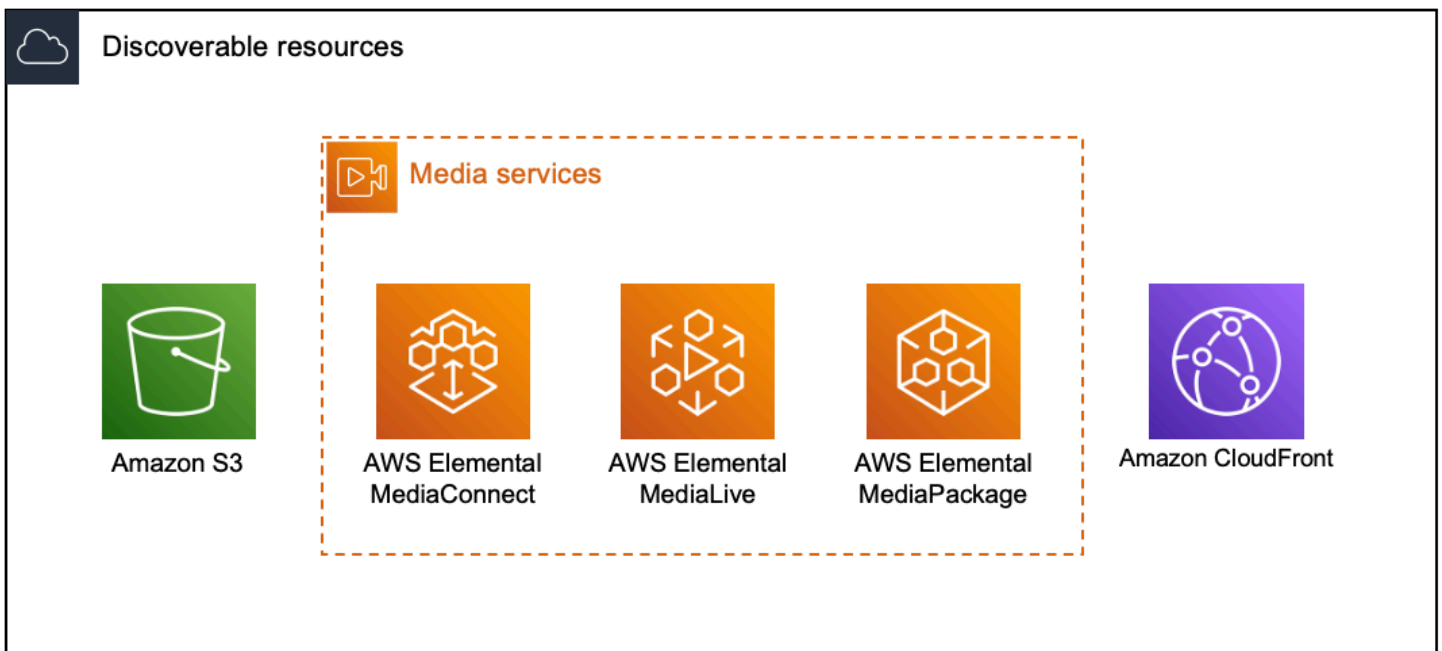 Discoverable resources
Media services
Amazon S3
AWS Elemental
MediaConnect
AWS Elemental
MediaLive
AWS Elemental
MediaPackage
Amazon CloudFront